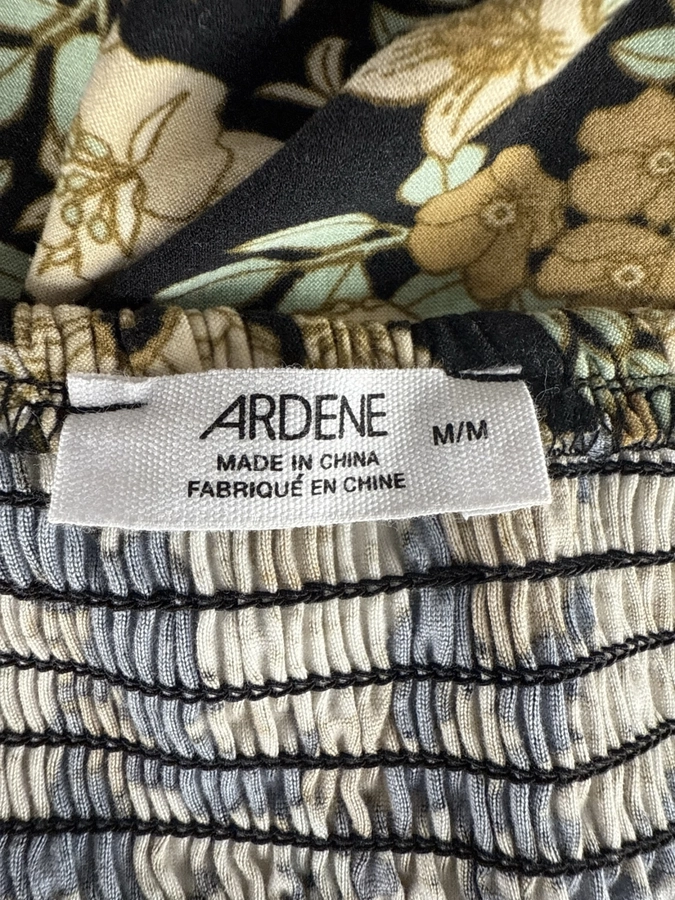 ARDENE
M/M
MADE IN CHINA
FABRIQUÉ EN CHINE